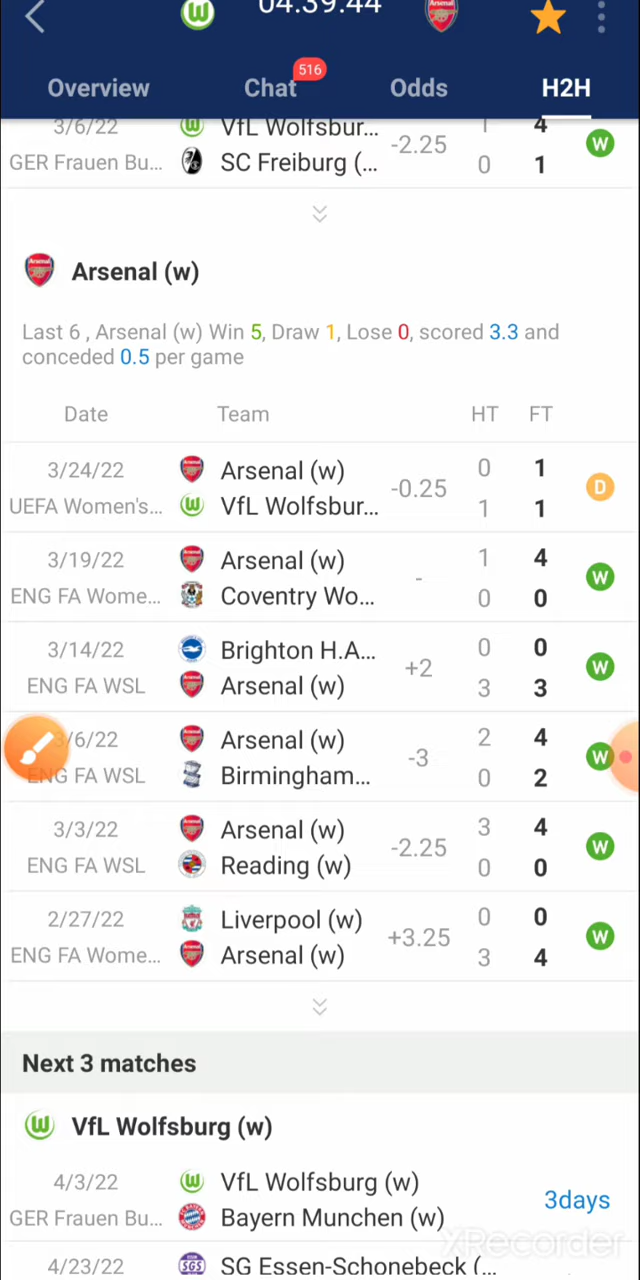 04:39:44
Overview Chat 516 Odds H2H
3/6/22 VfL Wolfsbur... -2.25 1 4 W
GER Frauen Bu... SC Freiburg (... 0 1
Arsenal (w)
Last 6 , Arsenal (w) Win 5, Draw 1, Lose 0, scored 3.3 and
conceded 0.5 per game
Date Team HT FT
3/24/22 Arsenal (w) -0.25 0 1 D
UEFA Women's... VfL Wolfsbur... 1 1
3/19/22 Arsenal (w) - 1 4 W
ENG FA Wome... Coventry Wo... 0 0
3/14/22 Brighton H.A... +2 0 0 W
ENG FA WSL Arsenal (w) 3 3
/6/22 Arsenal (w) -3 2 4 W
ENG FA WSL Birmingham... 0 2
3/3/22 Arsenal (w) -2.25 3 4 W
ENG FA WSL Reading (w) 0 0
2/27/22 Liverpool (w) +3.25 0 0 W
ENG FA Wome... Arsenal (w) 3 4
Next 3 matches
VfL Wolfsburg (w)
4/3/22 VfL Wolfsburg (w) 3days
GER Frauen Bu... Bayern Munchen (w)
4/23/22 SG Essen-Schonebeck (...
XRecorder